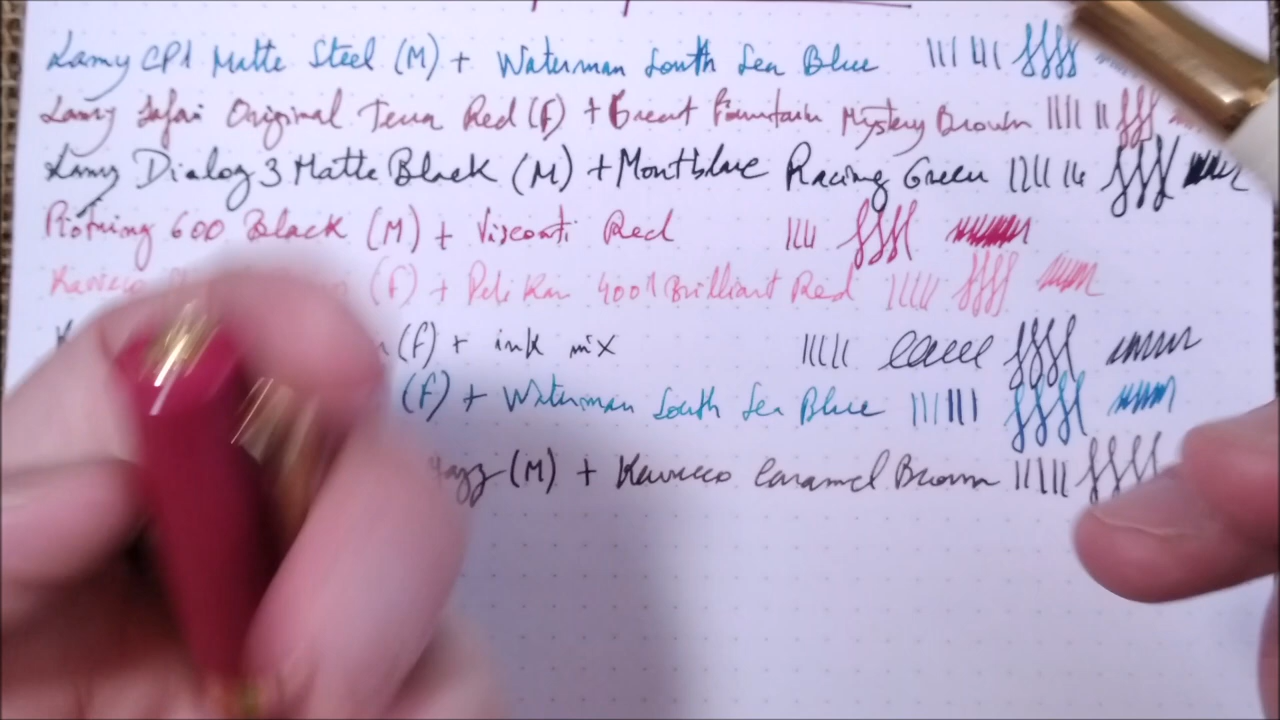 Lamy CP1 Matte Steel (M) + Waterman South Sea Blue
Lamy Safari Original Terra Red (F) + Great Fountain Mystery Brown
Lamy Dialog 3 Matte Black (M) + Montblanc Racing Green
Rotring 600 Black (M) + Visconti Red
Kaweco (F) + Pelikan 4001 Brilliant Red
(F) + ink mix
(F) + Waterman South Sea Blue
(M) + Kaweco Caramel Brown